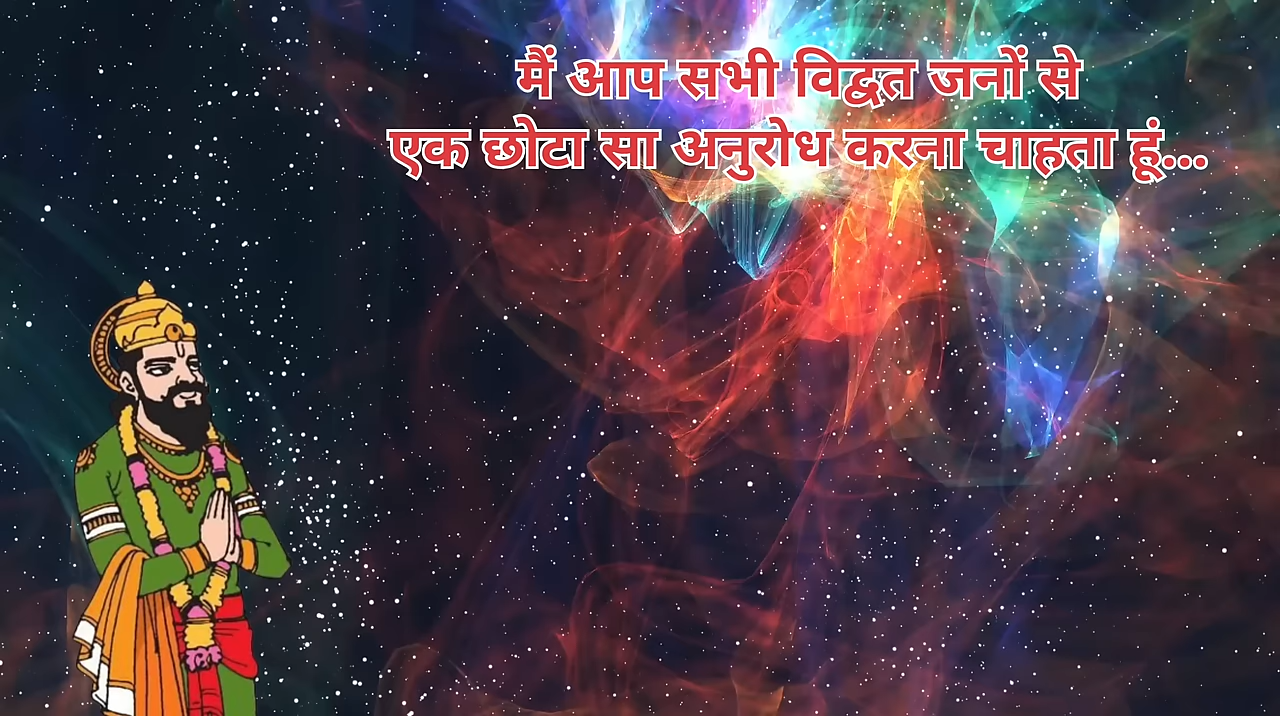 मैं आप सभी विद्वत जनों से
एक छोटा सा अनुरोध करना चाहता हूं...